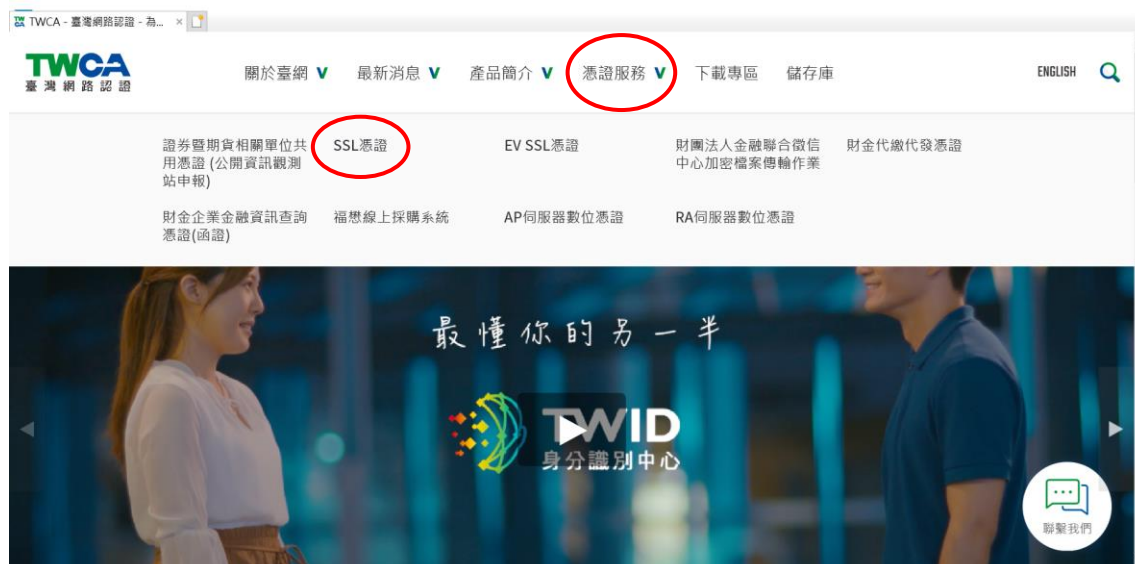 TWCA - 臺灣網路認證 - 為...
TWCA
臺灣網路認證
關於臺網 最新消息 產品簡介 憑證服務 下載專區 儲存庫 ENGLISH
證券暨期貨相關單位共
用憑證 (公開資訊觀測
站申報)
SSL憑證
EV SSL憑證
財團法人金融聯合徵信
中心加密檔案傳輸作業
財金代繳代發憑證
財金企業金融資訊查詢
憑證(函證)
福懋線上採購系統
AP伺服器數位憑證
RA伺服器數位憑證
最懂你的另一半
TWID
身分識別中心
聯繫我們